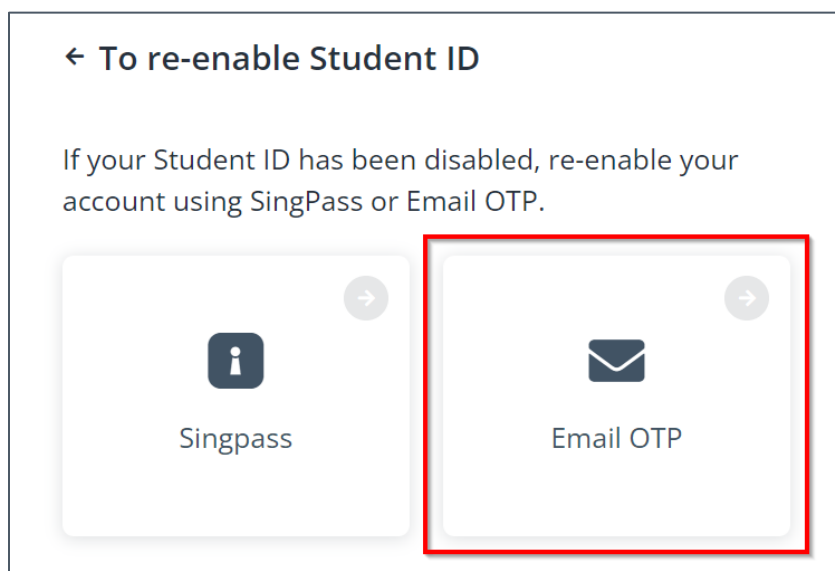 To re-enable Student ID
If your Student ID has been disabled, re-enable your
account using SingPass or Email OTP.
Singpass
Email OTP